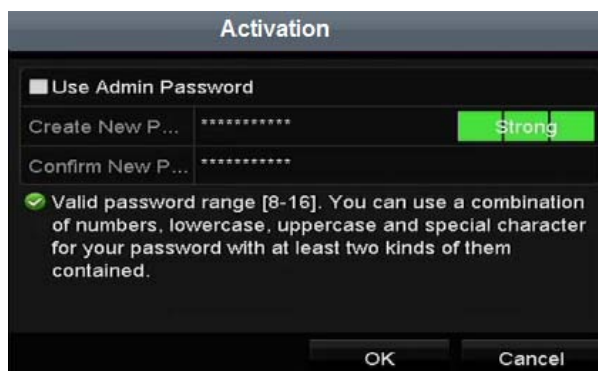 Activation
Use Admin Password
Create New P... *********** Strong
Confirm New P... ***********
Valid password range [8-16]. You can use a combination
of numbers, lowercase, uppercase and special character
for your password with at least two kinds of them
contained.
OK Cancel